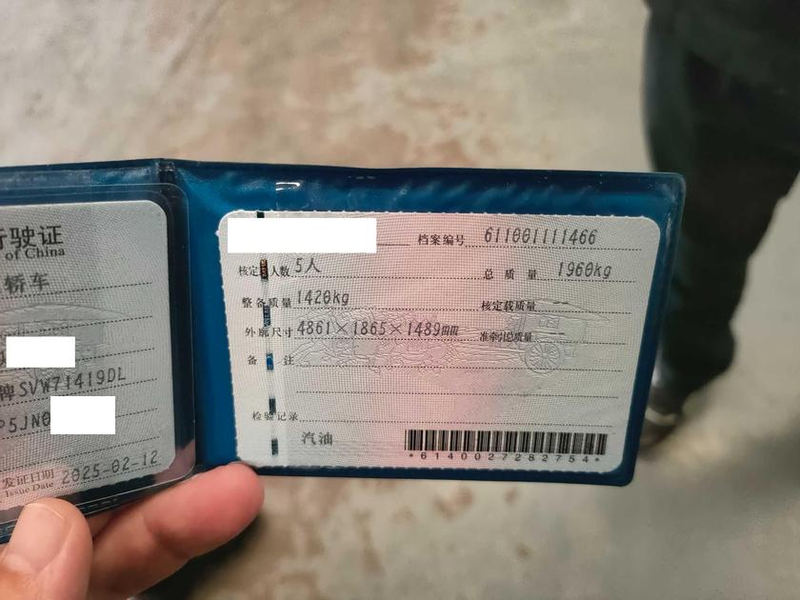 行驶证
of China
轿车
牌SVW71419DL
P5JN0
发证日期 2025-02-12
Issue Date
档案编号 611001111466
核定人数 5人
总质量 1960kg
整备质量 1420kg
核定载质量
外廓尺寸 4861×1865×1489mm
准牵引总质量
备注
检验记录
汽油
*6140027282754*